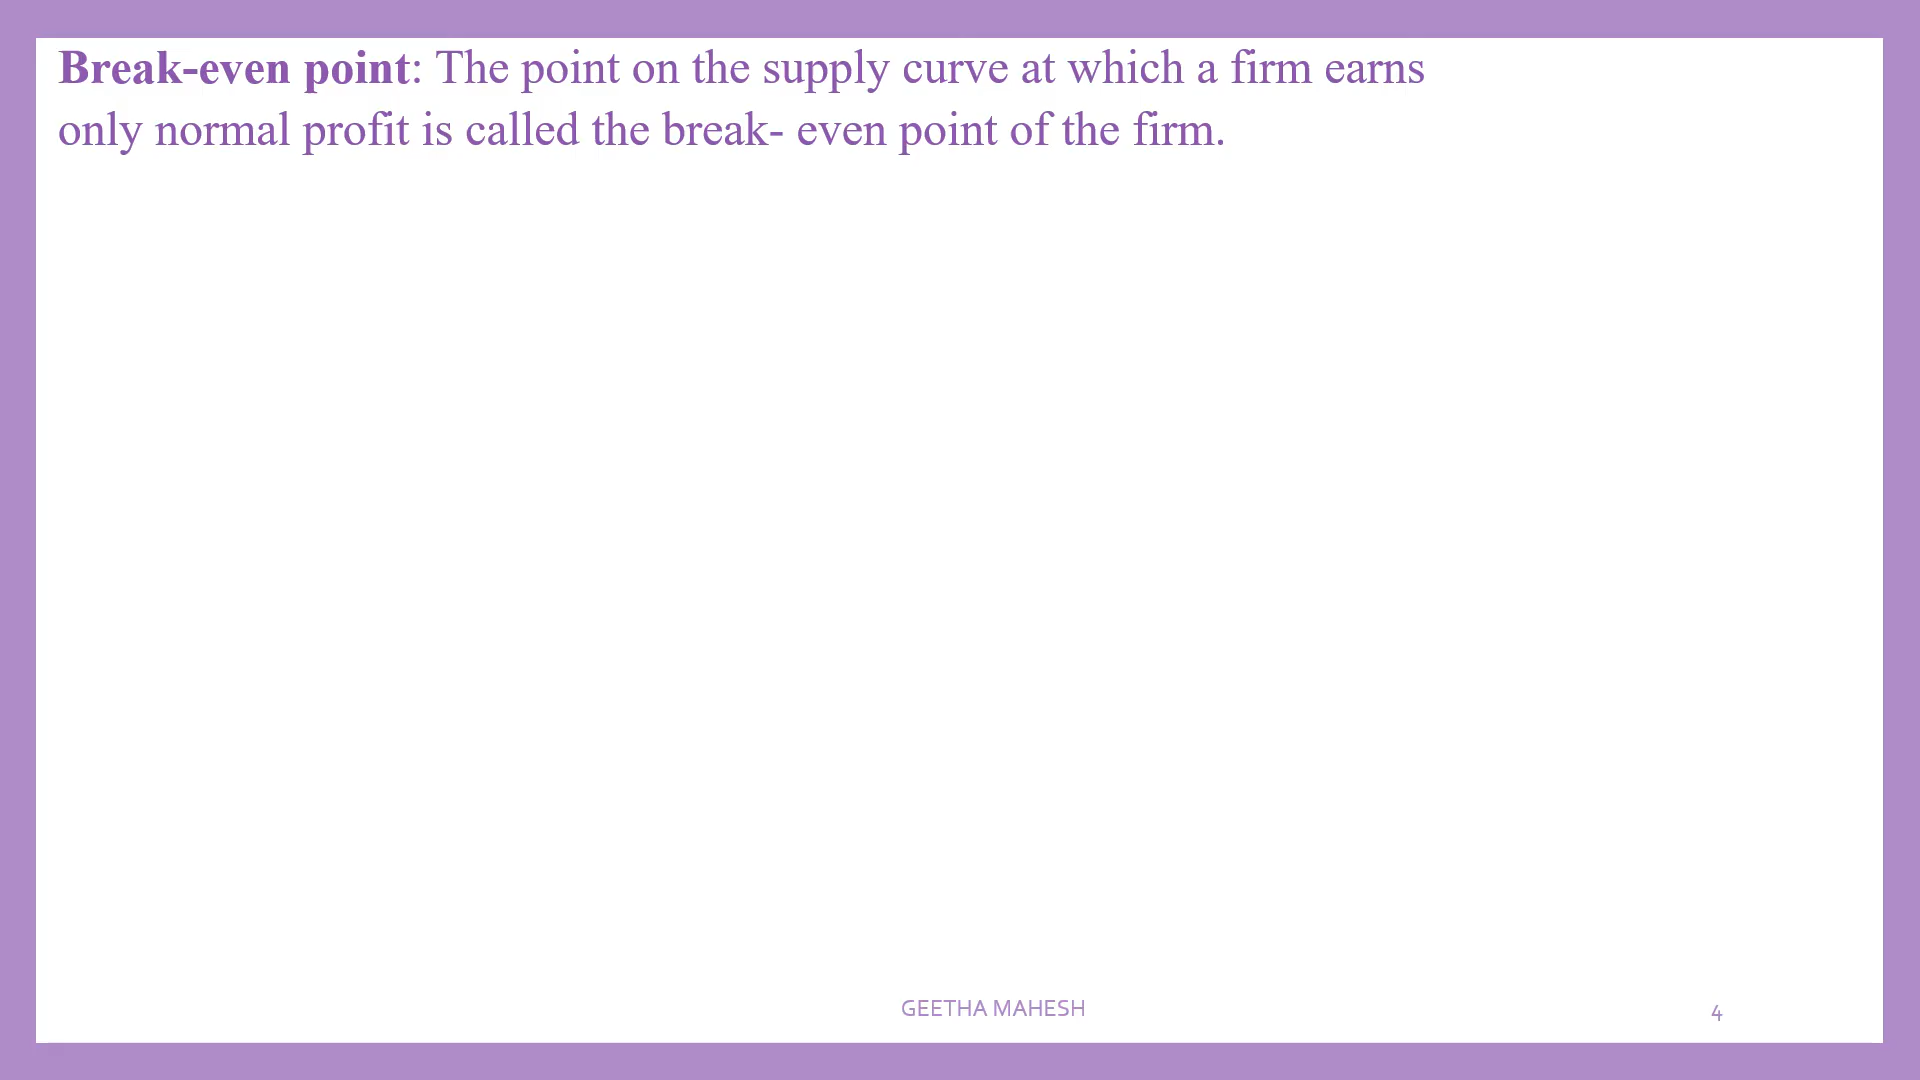 Break-even point: The point on the supply curve at which a firm earns
only normal profit is called the break- even point of the firm.
GEETHA MAHESH
4